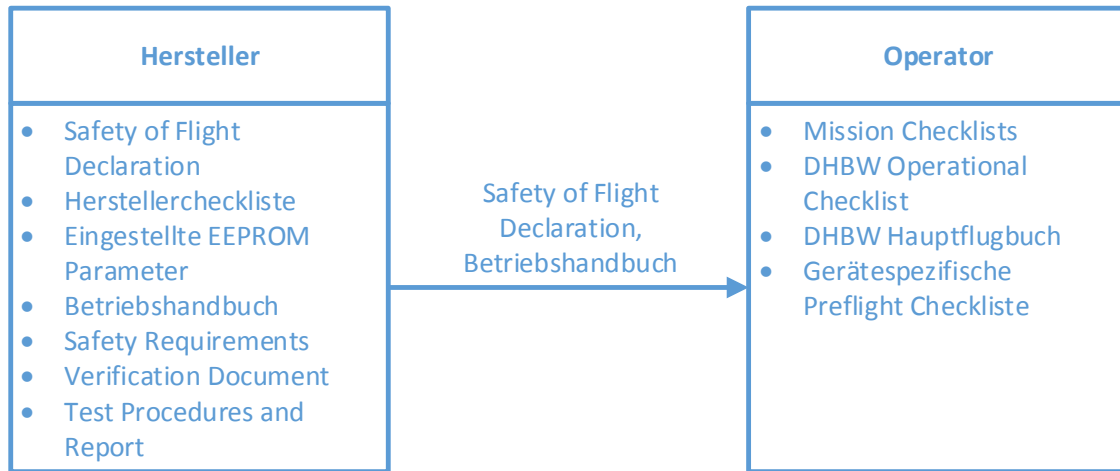 Hersteller
• Safety of Flight
Declaration
• Herstellercheckliste
• Eingestellte EEPROM
Parameter
• Betriebshandbuch
• Safety Requirements
• Verification Document
• Test Procedures and
Report
Safety of Flight
Declaration,
Betriebshandbuch
Operator
• Mission Checklists
• DHBW Operational
Checklist
• DHBW Hauptflugbuch
• Gerätespezifische
Preflight Checkliste